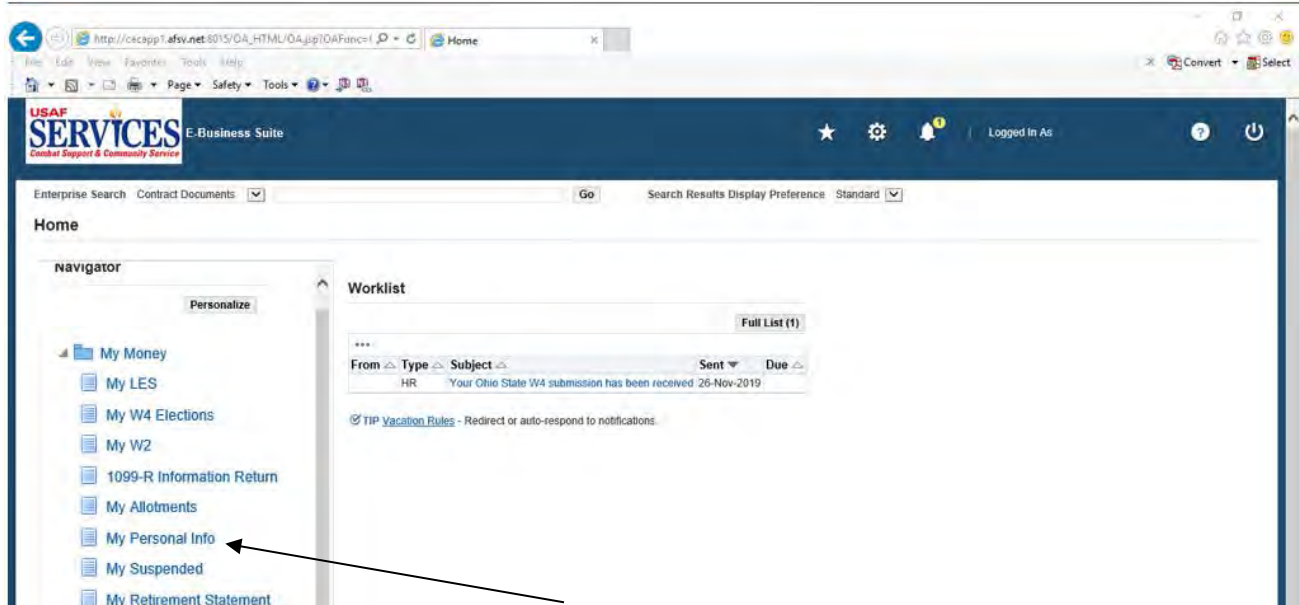 http://cecapp1.afsv.net:8015/OA_HTML/OA.jsp?OAFunc=
Home
File Edit View Favorites Tools Help
Convert Select
Page Safety Tools
USAF
SERVICES
Combat Support & Community Service
E-Business Suite
1
Logged In As
Enterprise Search Contract Documents Go Search Results Display Preference Standard
Home
Navigator
Personalize
My Money
My LES
My W4 Elections
My W2
1099-R Information Return
My Allotments
My Personal Info
My Suspended
My Retirement Statement
Worklist
Full List (1)
...
From Type Subject Sent Due
HR Your Ohio State W4 submission has been received 26-Nov-2019
TIP Vacation Rules - Redirect or auto-respond to notifications.